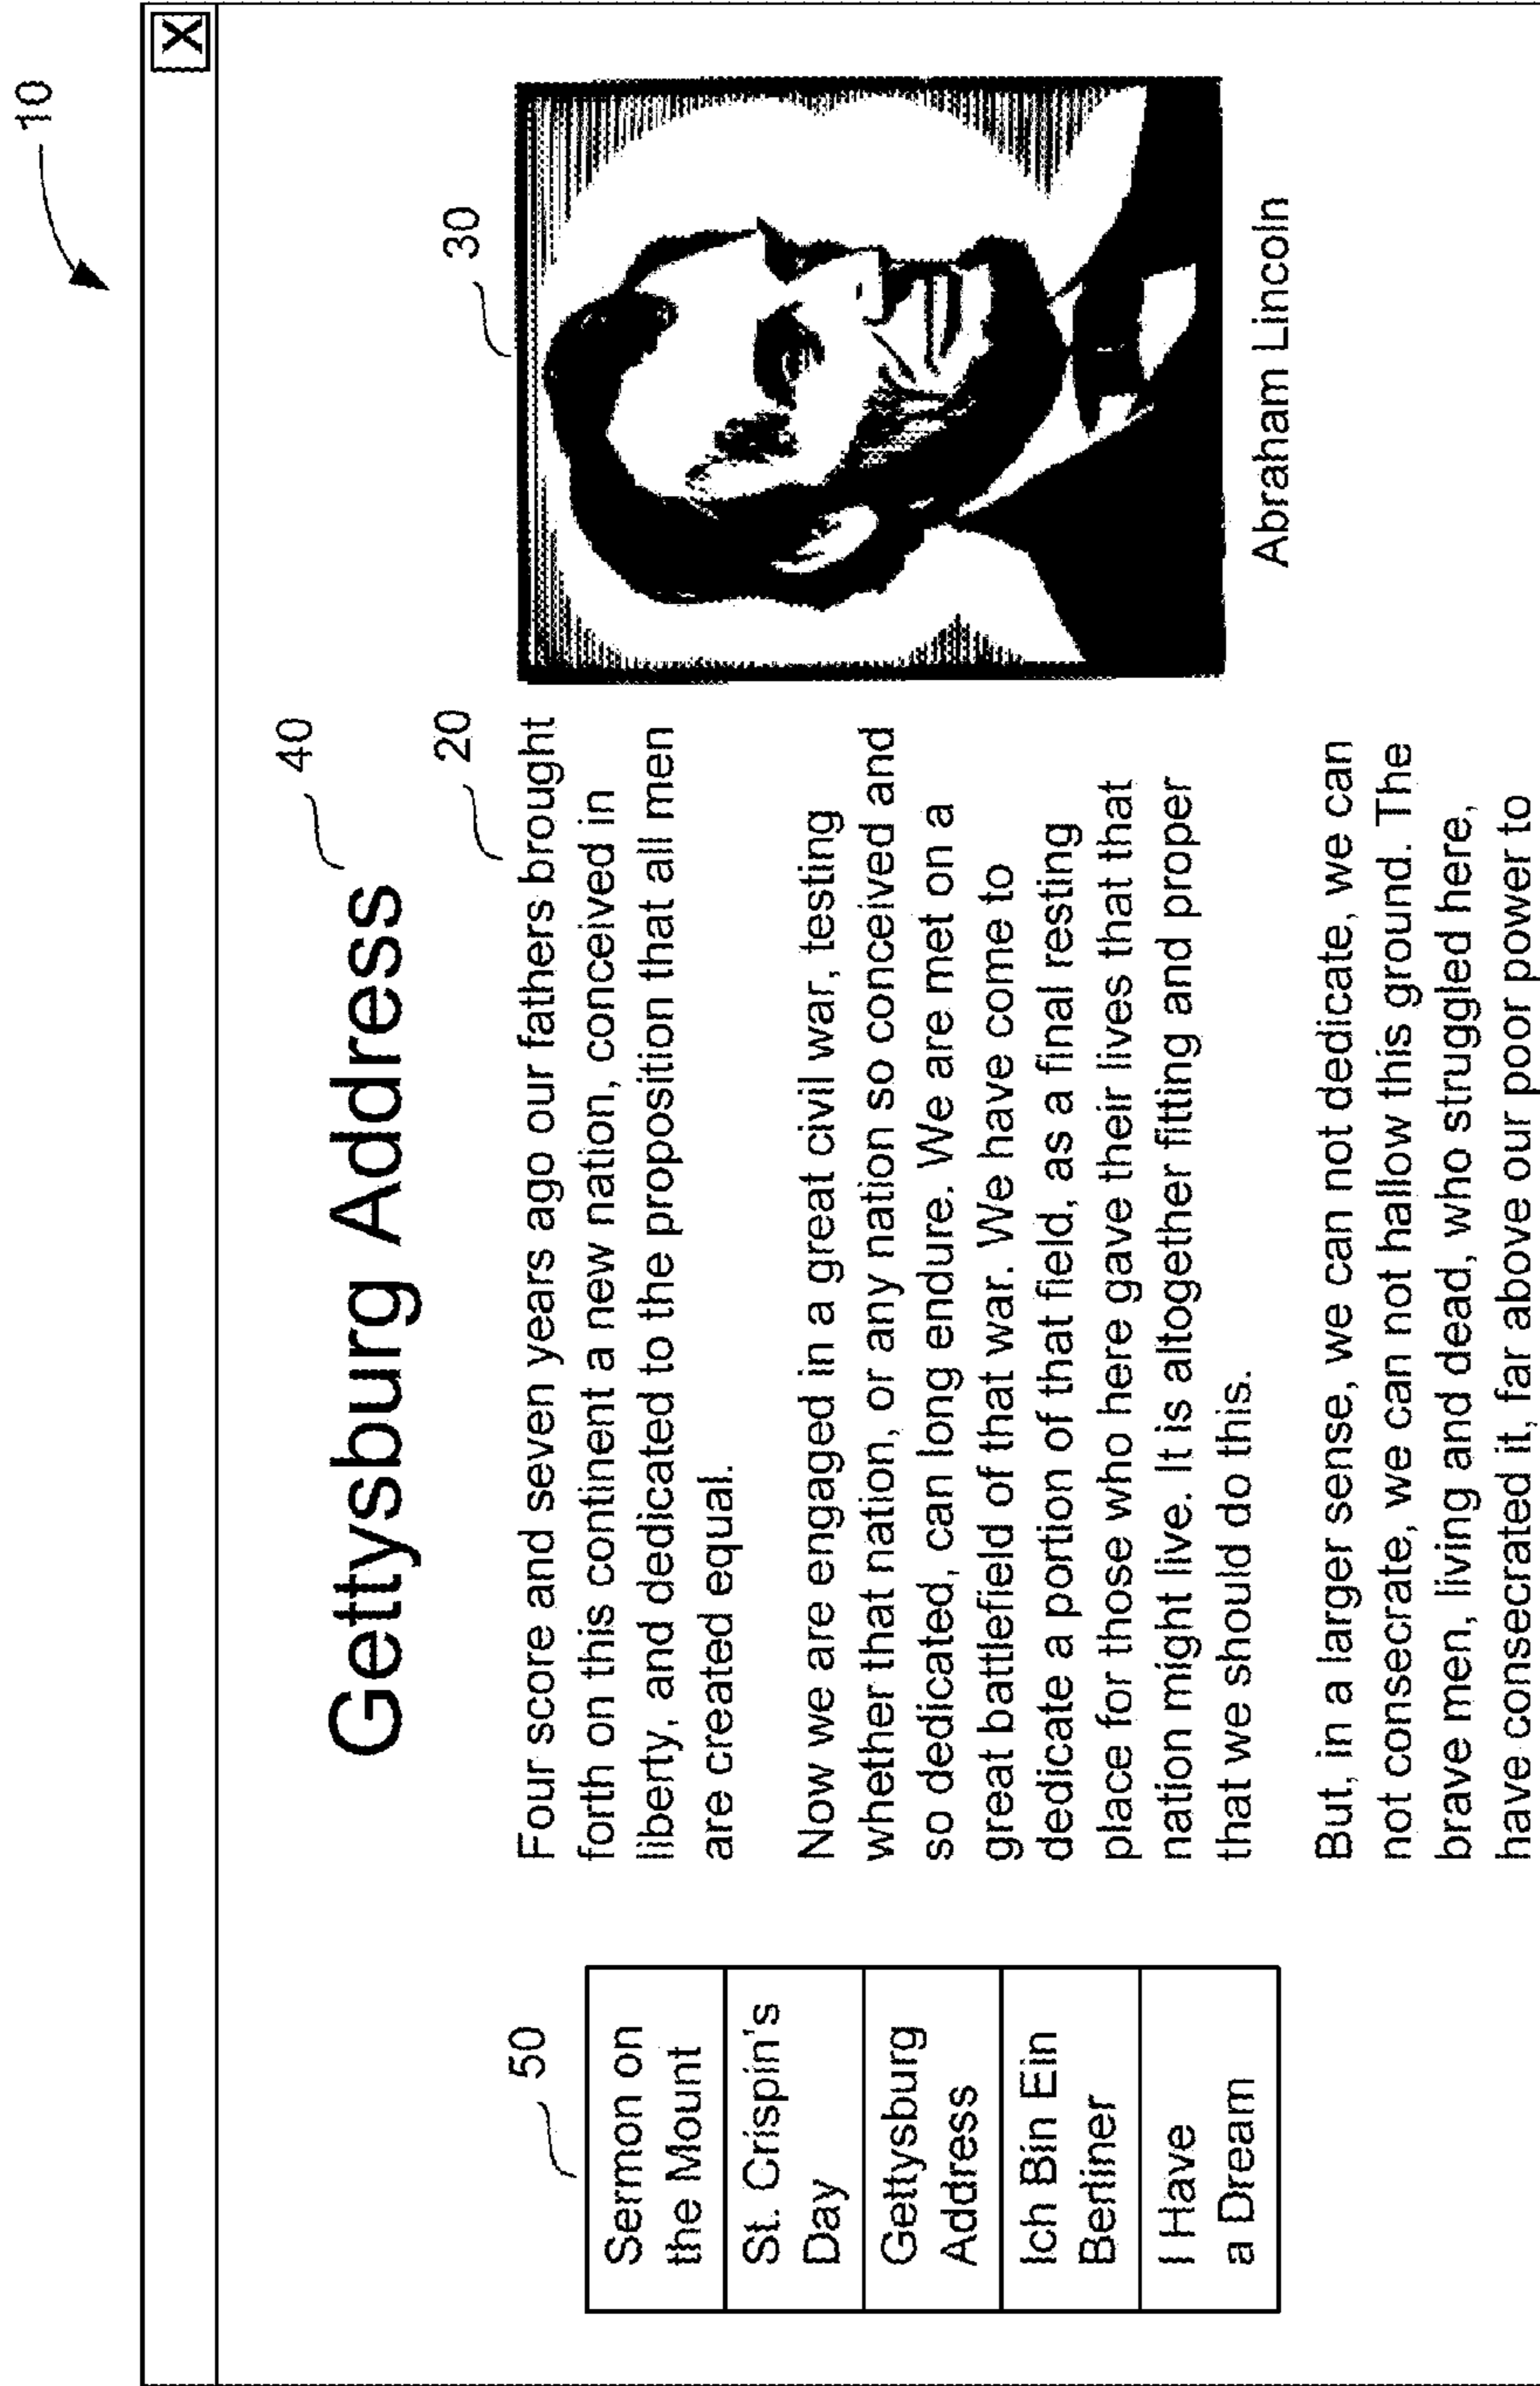 10
X
40
Gettysburg Address
50
Sermon on
the Mount
St. Crispin's
Day
Gettysburg
Address
Ich Bin Ein
Berliner
I Have
a Dream
20
Four score and seven years ago our fathers brought
forth on this continent a new nation, conceived in
liberty, and dedicated to the proposition that all men
are created equal.
Now we are engaged in a great civil war, testing
whether that nation, or any nation so conceived and
so dedicated, can long endure. We are met on a
great battlefield of that war. We have come to
dedicate a portion of that field, as a final resting
place for those who here gave their lives that that
nation might live. It is altogether fitting and proper
that we should do this.
But, in a larger sense, we can not dedicate, we can
not consecrate, we can not hallow this ground. The
brave men, living and dead, who struggled here,
have consecrated it, far above our poor power to
30
Abraham Lincoln